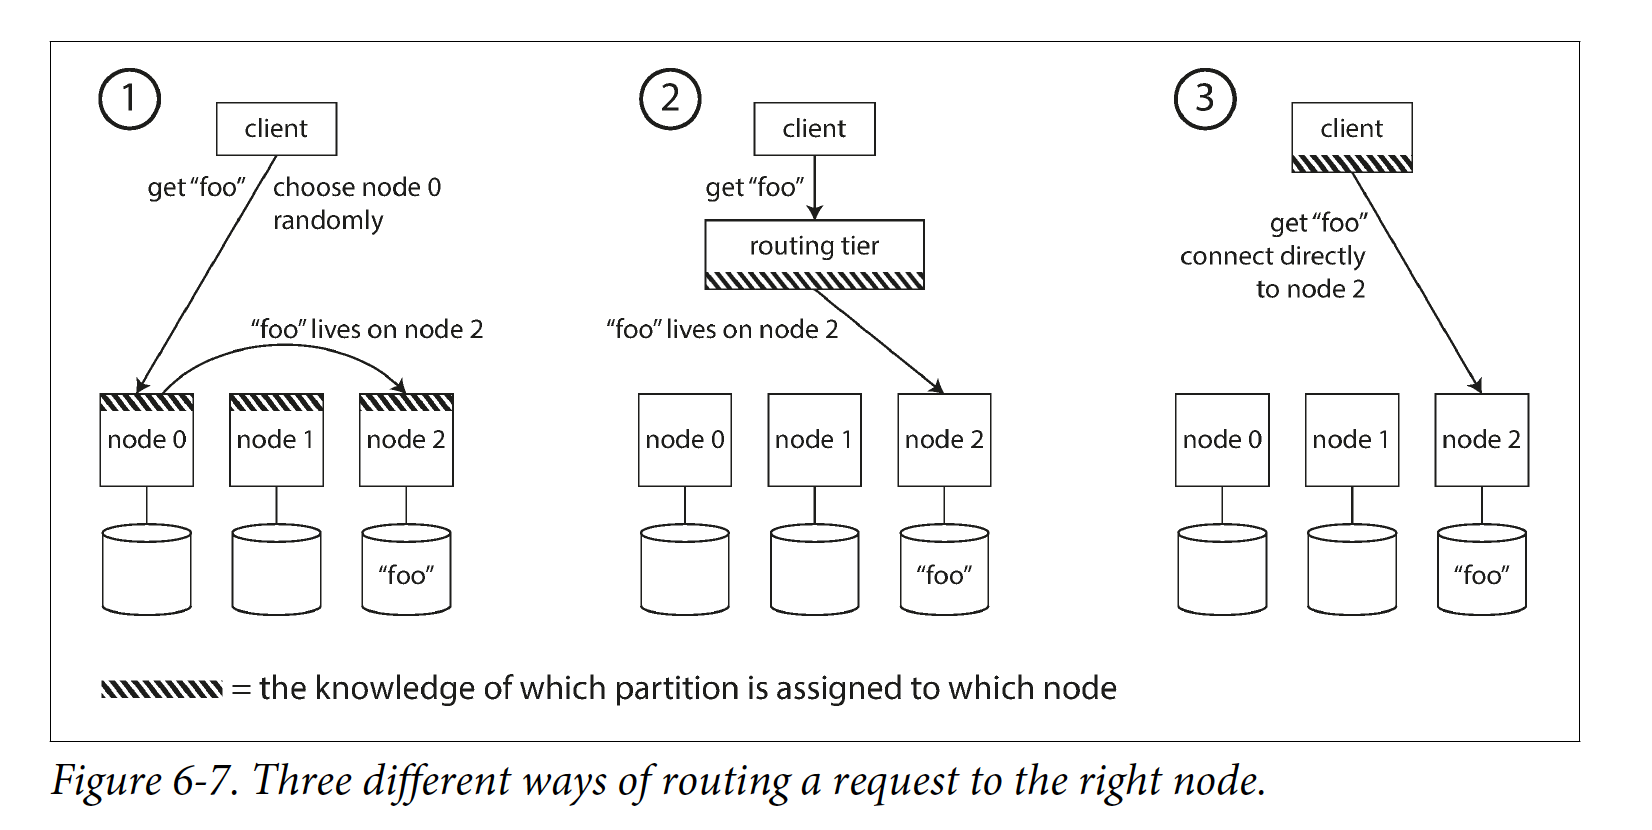 1
client
get “foo”
choose node 0
randomly
“foo” lives on node 2
node 0
node 1
node 2
“foo”
2
client
get “foo”
routing tier
“foo” lives on node 2
node 0
node 1
node 2
“foo”
3
client
get “foo”
connect directly
to node 2
node 0
node 1
node 2
“foo”
= the knowledge of which partition is assigned to which node
Figure 6-7. Three different ways of routing a request to the right node.